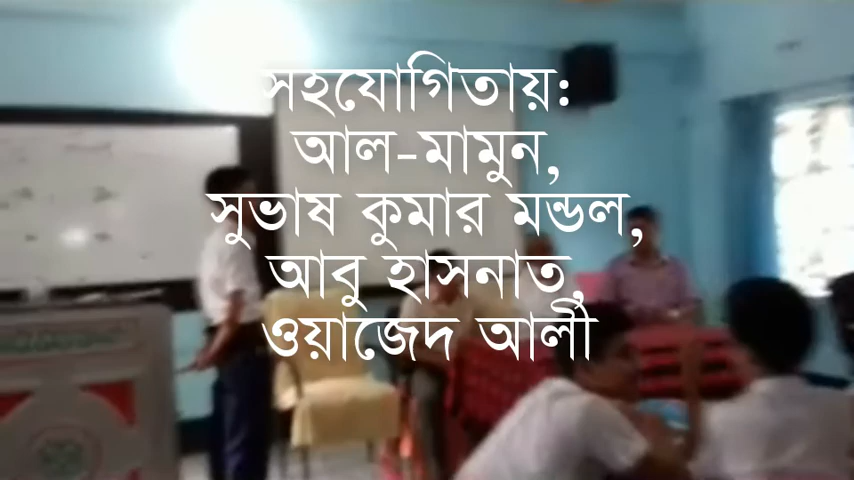 সহযোগিতায়ঃ
আল-মামুন,
সুভাষ কুমার মন্ডল,
আবু হাসনাত,
ওয়াজেদ আলী